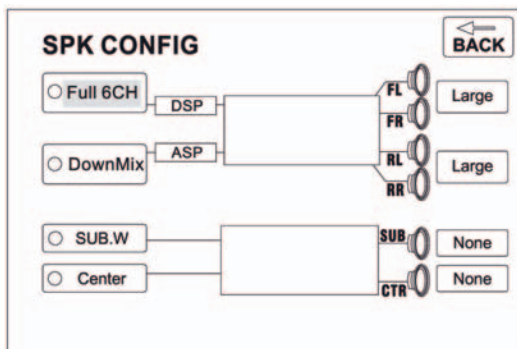 SPK CONFIG
BACK
Full 6CH
DSP
FL
Large
FR
DownMix
ASP
RL
Large
RR
SUB.W
SUB
None
Center
CTR
None